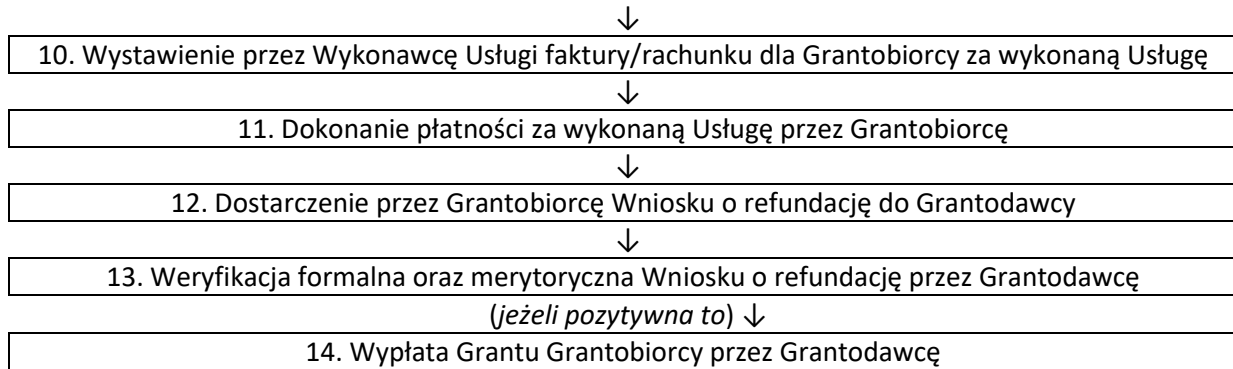 ↓
10. Wystawienie przez Wykonawcę Usługi faktury/rachunku dla Grantobiorcy za wykonaną Usługę
↓
11. Dokonanie płatności za wykonaną Usługę przez Grantobiorcę
↓
12. Dostarczenie przez Grantobiorcę Wniosku o refundację do Grantodawcy
↓
13. Weryfikacja formalna oraz merytoryczna Wniosku o refundację przez Grantodawcę
(jeżeli pozytywna to) ↓
14. Wypłata Grantu Grantobiorcy przez Grantodawcę